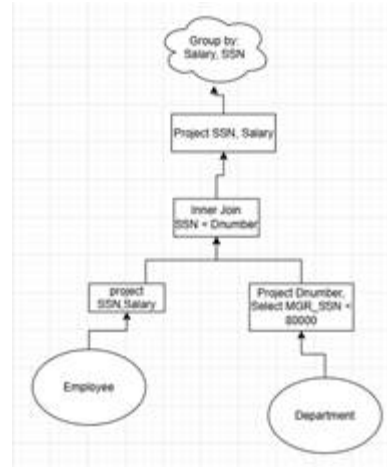 Group by:
Salary, SSN
Project SSN, Salary
Inner Join
SSN = Dnumber
project
SSN,Salary
Project Dnumber,
Select MGR_SSN <
80000
Employee
Department